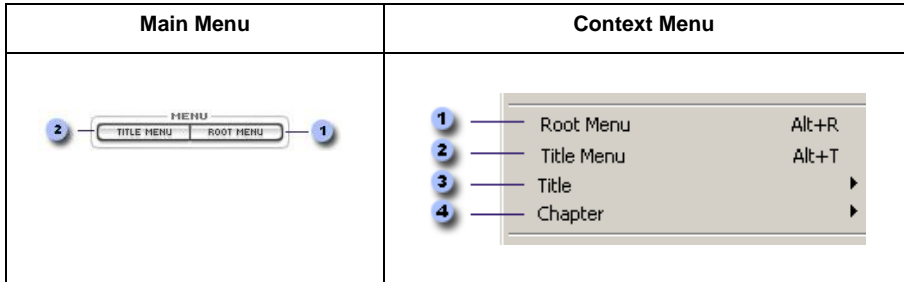 Main Menu
Context Menu
MENU
2 TITLE MENU ROOT MENU 1
1 Root Menu Alt+R
2 Title Menu Alt+T
3 Title
4 Chapter